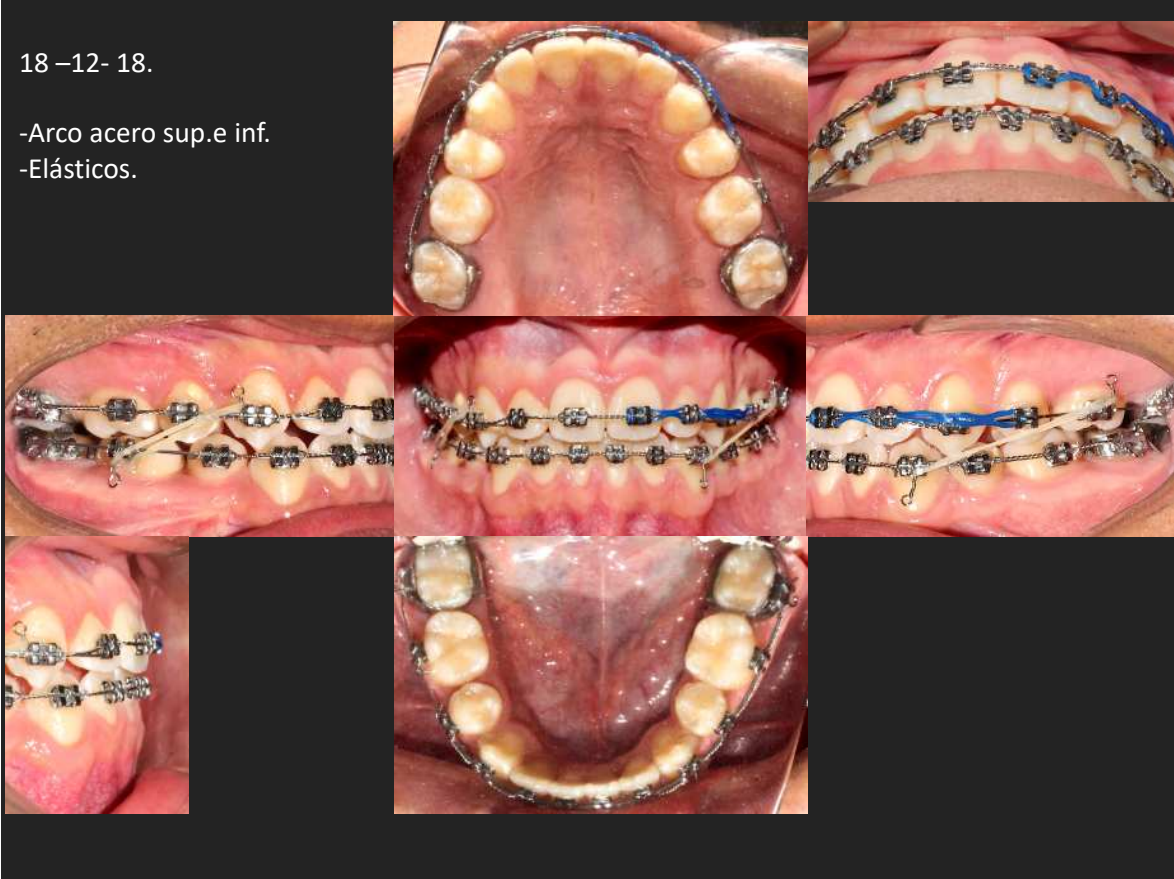 18 –12- 18.
-Arco acero sup.e inf.
-Elásticos.